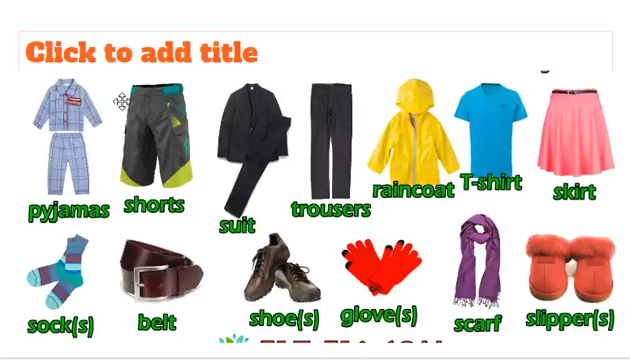 Click to add title
pyjamas
shorts
suit
trousers
raincoat
T-shirt
skirt
sock(s)
belt
shoe(s)
glove(s)
scarf
slipper(s)